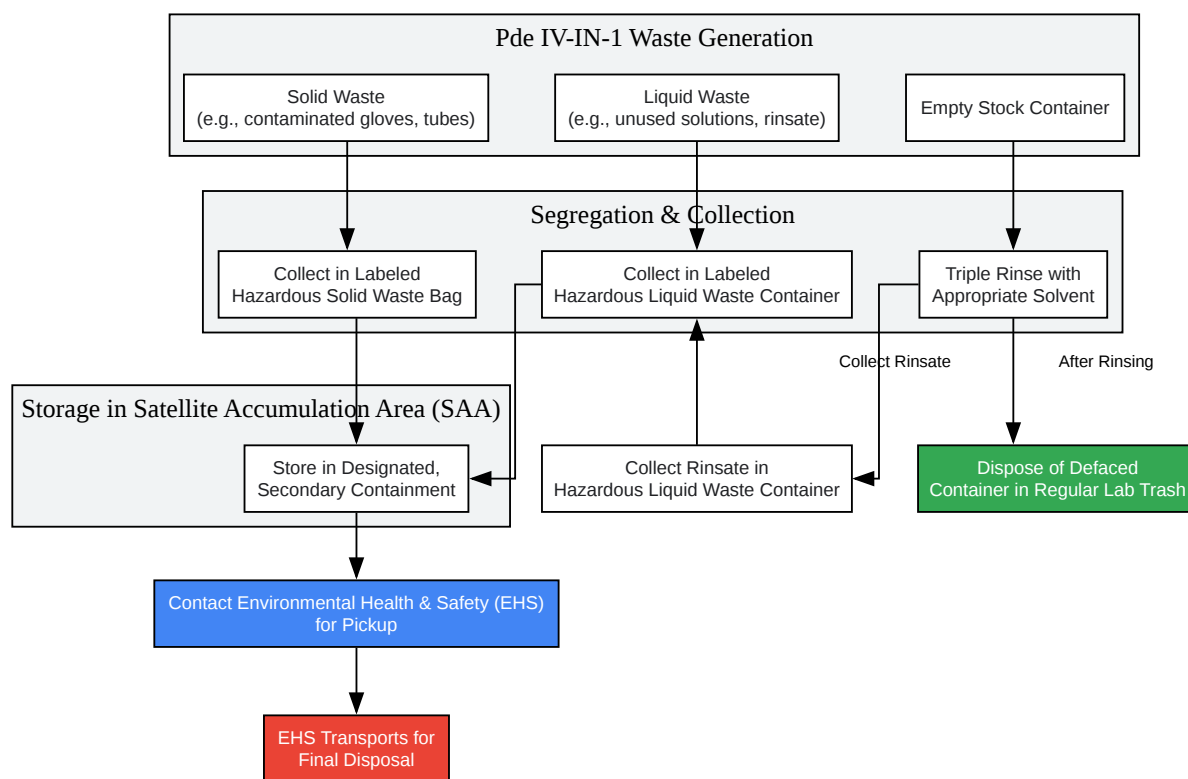 Pde IV-IN-1 Waste Generation
Solid Waste
(e.g., contaminated gloves, tubes)
Liquid Waste
(e.g., unused solutions, rinsate)
Empty Stock Container
Segregation & Collection
Collect in Labeled
Hazardous Solid Waste Bag
Collect in Labeled
Hazardous Liquid Waste Container
Triple Rinse with
Appropriate Solvent
Collect Rinsate
After Rinsing
Storage in Satellite Accumulation Area (SAA)
Store in Designated,
Secondary Containment
Collect Rinsate in
Hazardous Liquid Waste Container
Dispose of Defaced
Container in Regular Lab Trash
Contact Environmental Health & Safety (EHS)
for Pickup
EHS Transports for
Final Disposal